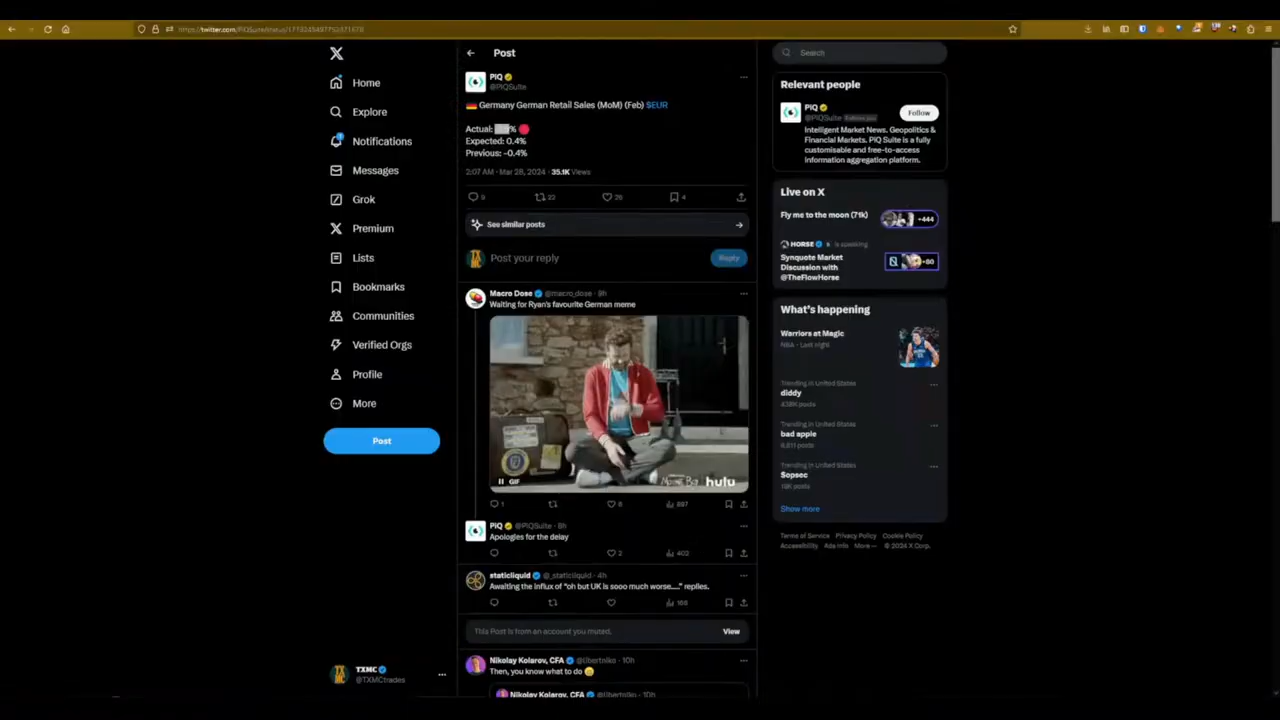 Post
Search
PiQ
@PiQSuite
Germany German Retail Sales (MoM) (Feb) $EUR
Actual: %
Expected: 0.4%
Previous: -0.4%
2:07 AM · Mar 28, 2024 · 35.1K Views
9 22 4
See similar posts
Post your reply
Reply
Macro Dose @macro_dose · 8h
Waiting for Ryan's favourite German meme
GIF
hulu
1 897
PiQ @PiQSuite · 8h
Apologies for the delay
2 402
staticliquid @_staticliquid · 4h
Awaiting the influx of "oh but UK is sooo much worse....." replies.
This Post is from an account you muted.
View
Nikolay Kolarov, CFA @libertniko · 10h
Then, you know what to do
Nikolay Kolarov, CFA @libertniko · 10h
Home
Explore
Notifications
Messages
Grok
Premium
Lists
Bookmarks
Communities
Verified Orgs
Profile
More
Post
TXMC
@TXMCtrades
Relevant people
PiQ
@PiQSuite Follows you
Follow
Intelligent Market News. Geopolitics &
Financial Markets. PiQ Suite is a fully
customisable and free-to-access
information aggregation platform.
Live on X
Fly me to the moon (71k)
+444
HORSE is speaking
Synquote Market
Discussion with
@TheFlowHorse
+80
What's happening
Warriors at Magic
NBA · Last night
Trending in United States
diddy
Trending in United States
bad apple
Trending in United States
Sopsec
Show more
Terms of Service Privacy Policy Cookie Policy
Accessibility Ads info More ··· © 2024 X Corp.